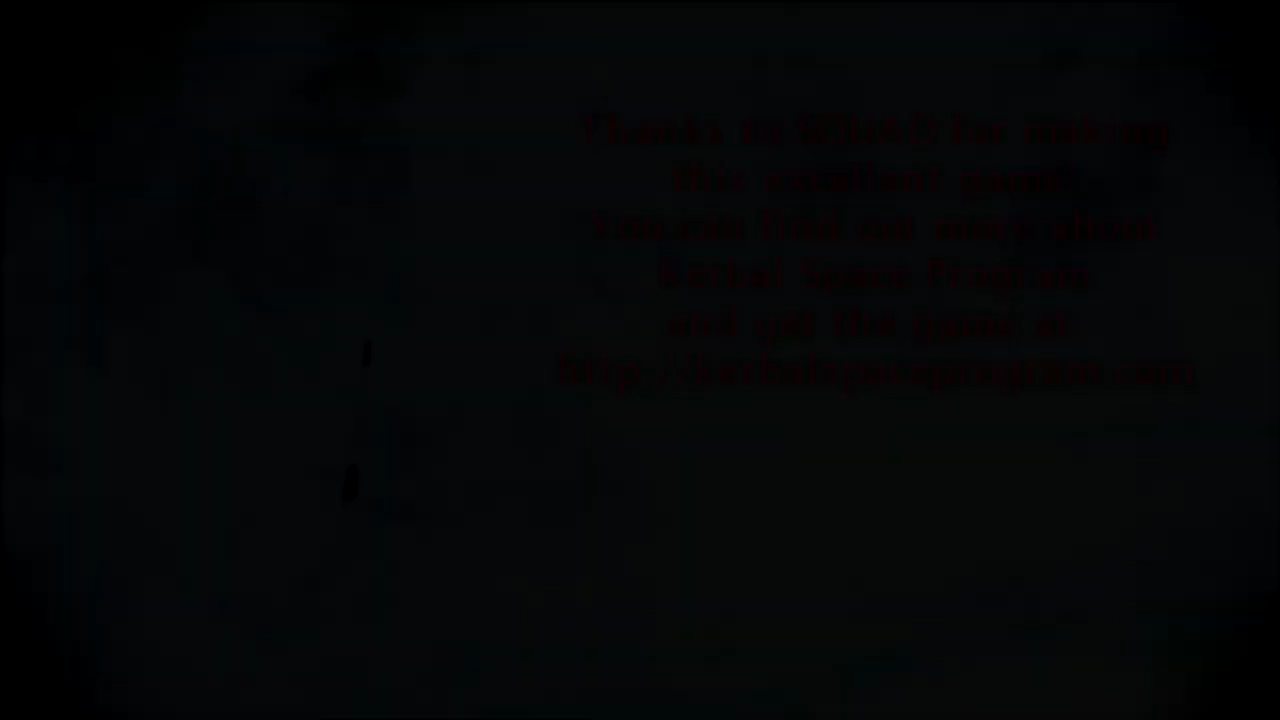 Thanks to for making
this excellent game!
You can find out more about
Kerbal Space Program
and get the game at
http://kerbalspaceprogram.com